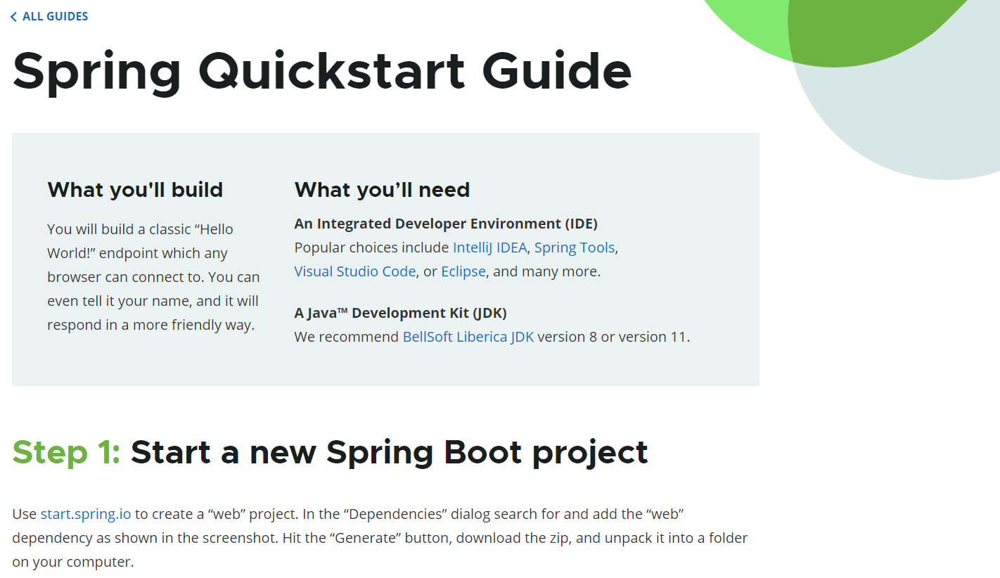 ALL GUIDES
Spring Quickstart Guide
What you'll build
You will build a classic “Hello
World!” endpoint which any
browser can connect to. You can
even tell it your name, and it will
respond in a more friendly way.
What you’ll need
An Integrated Developer Environment (IDE)
Popular choices include IntelliJ IDEA, Spring Tools,
Visual Studio Code, or Eclipse, and many more.
A Java™ Development Kit (JDK)
We recommend BellSoft Liberica JDK version 8 or version 11.
Step 1: Start a new Spring Boot project
Use start.spring.io to create a “web” project. In the “Dependencies” dialog search for and add the “web”
dependency as shown in the screenshot. Hit the “Generate” button, download the zip, and unpack it into a folder
on your computer.